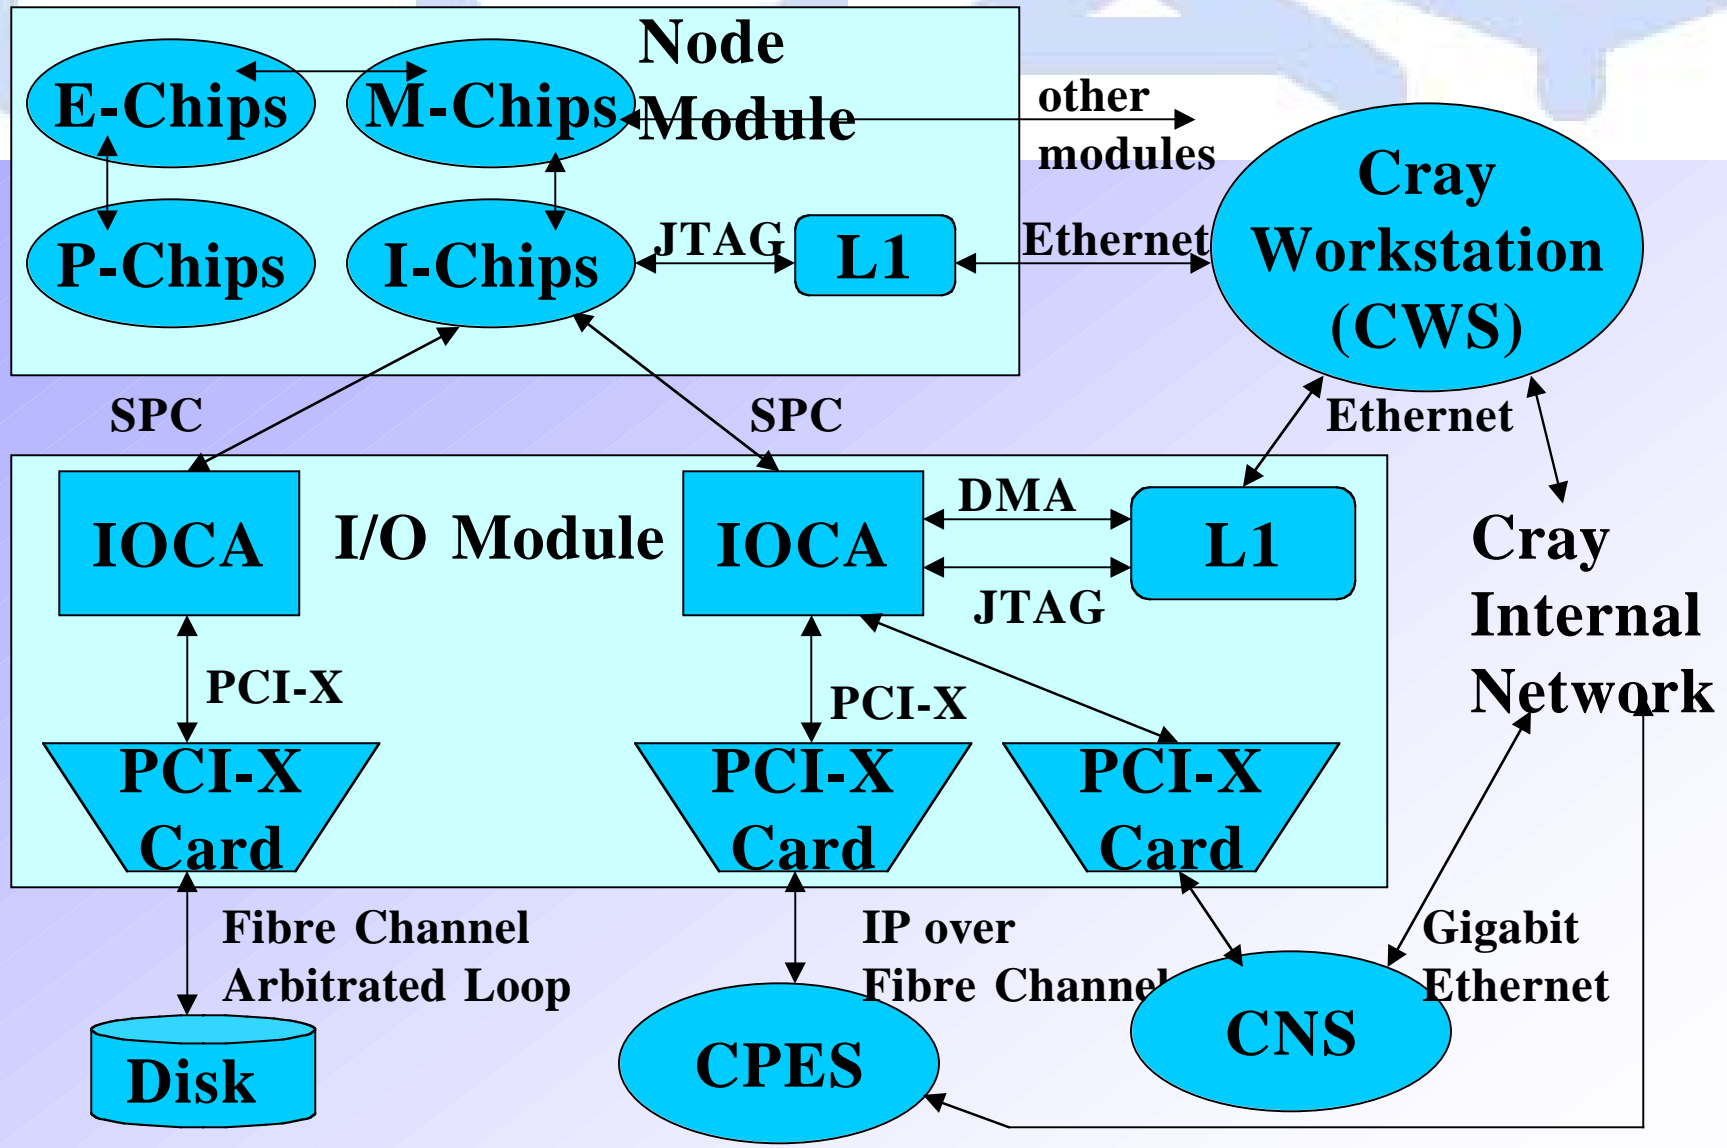 Node
Module
E-Chips
M-Chips
other
modules
P-Chips
I-Chips
JTAG
L1
Ethernet
Cray
Workstation
(CWS)
SPC
SPC
Ethernet
IOCA
I/O Module
IOCA
DMA
JTAG
L1
Cray
Internal
Network
PCI-X
PCI-X
PCI-X
Card
PCI-X
Card
PCI-X
Card
Fibre Channel
Arbitrated Loop
IP over
Fibre Channel
Gigabit
Ethernet
Disk
CPES
CNS